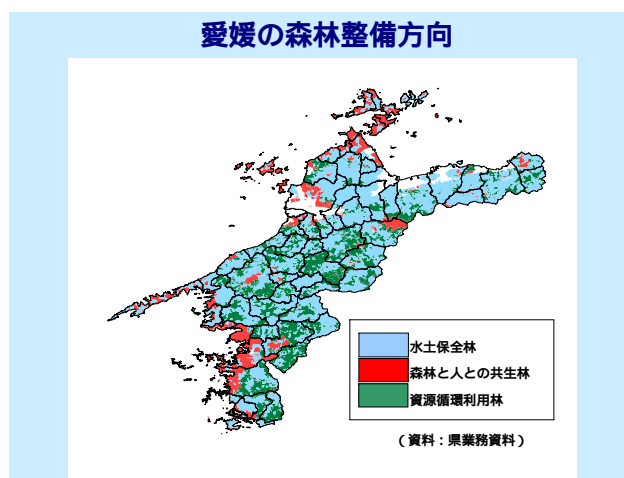 愛媛の森林整備方向
水土保全林
森林と人との共生林
資源循環利用林
（資料：県業務資料）